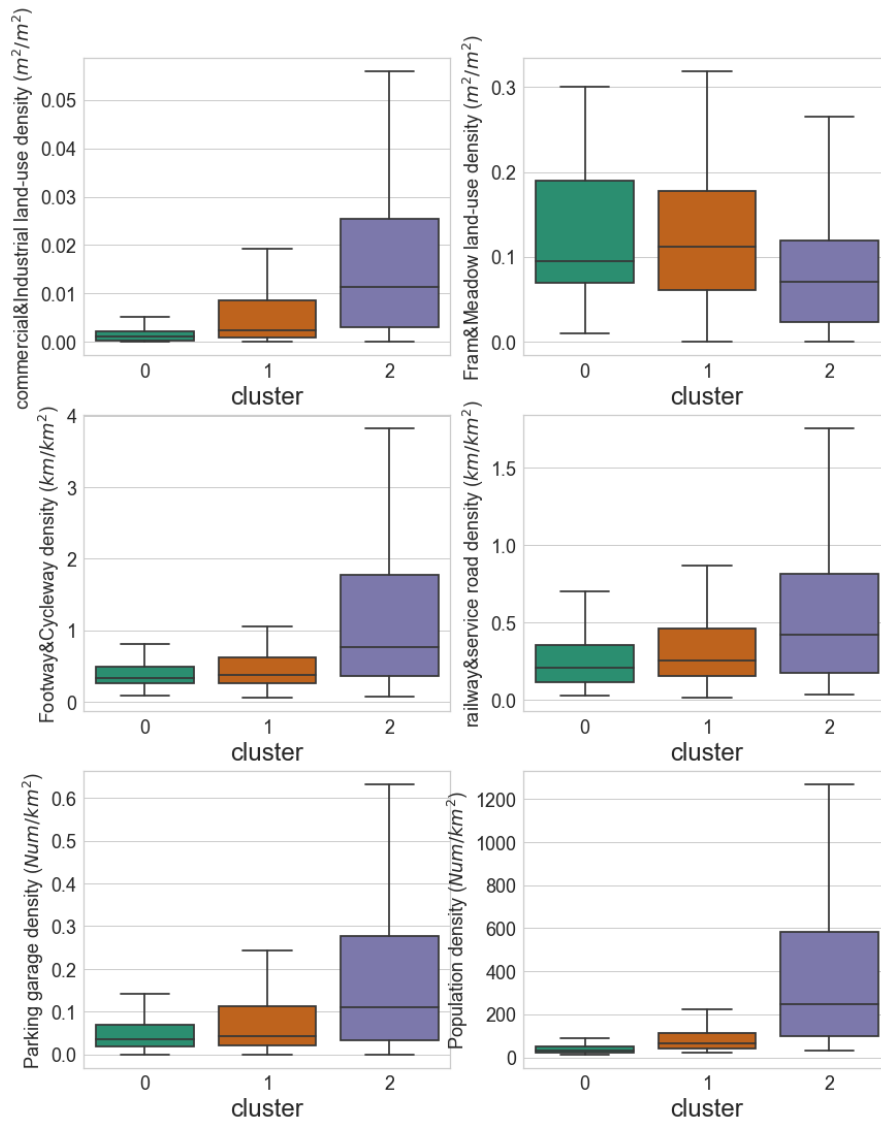 commercial&Industrial land-use density (m²/m²)
0.05
0.04
0.03
0.02
0.01
0.00
0 1 2
cluster
Fram&Meadow land-use density (m²/m²)
0.3
0.2
0.1
0.0
0 1 2
cluster
Footway&Cycleway density (km/km²)
4
3
2
1
0
0 1 2
cluster
railway&service road density (km/km²)
1.5
1.0
0.5
0.0
0 1 2
cluster
Parking garage density (Num/km²)
0.6
0.5
0.4
0.3
0.2
0.1
0.0
0 1 2
cluster
Population density (Num/km²)
1200
1000
800
600
400
200
0
0 1 2
cluster